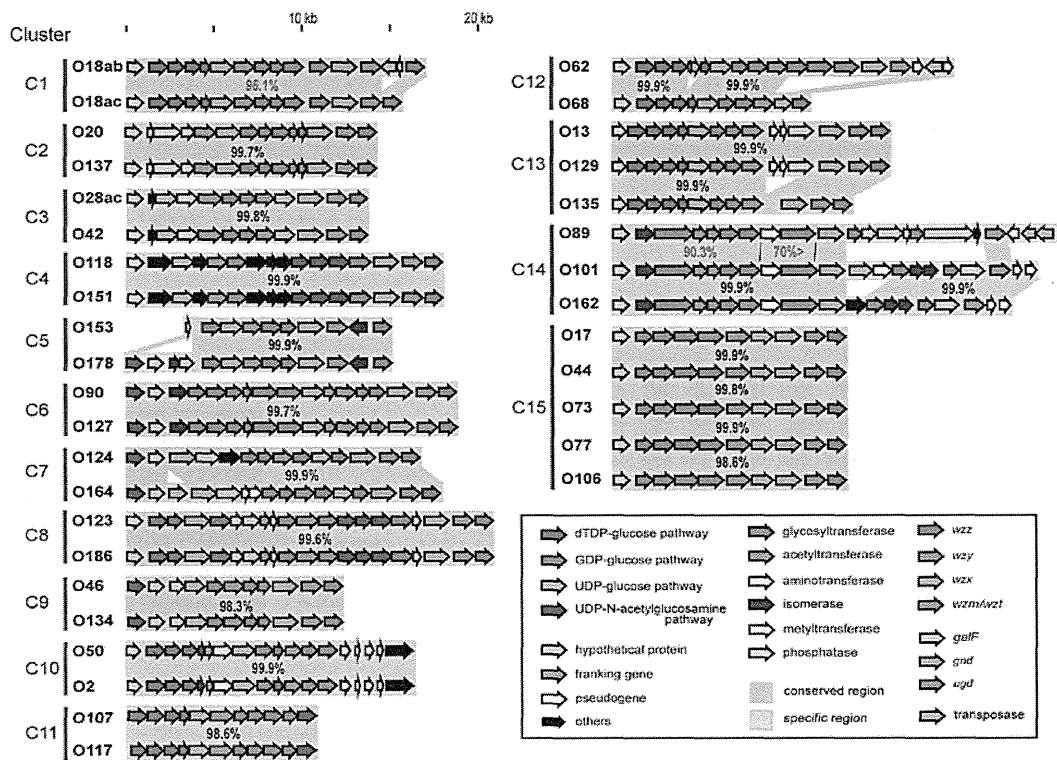 10 kb 20 kb
Cluster
C1
O18ab
96.1%
O18ac
C2
O20
99.7%
O137
C3
O28ac
99.8%
O42
C4
O118
99.9%
O151
C5
O153
99.9%
O178
C6
O90
99.7%
O127
C7
O124
99.9%
O164
C8
O123
99.6%
O186
C9
O46
98.3%
O134
C10
O50
99.9%
O2
C11
O107
98.6%
O117
C12
O62
99.9% 99.9%
O68
C13
O13
99.9%
O129
99.9%
O135
C14
O89
90.3% 70%>
O101
99.9% 99.9%
O162
C15
O17
99.9%
O44
99.8%
O73
99.9%
O77
98.6%
O106
dTDP-glucose pathway
GDP-glucose pathway
UDP-glucose pathway
UDP-N-acetylglucosamine
pathway
hypothetical protein
franking gene
pseudogene
others
glycosyltransferase
acetyltransferase
aminotransferase
isomerase
metyltransferase
phosphatase
conserved region
specific region
wzz
wzy
wzx
wzm/wzt
galF
gnd
ugd
transposase